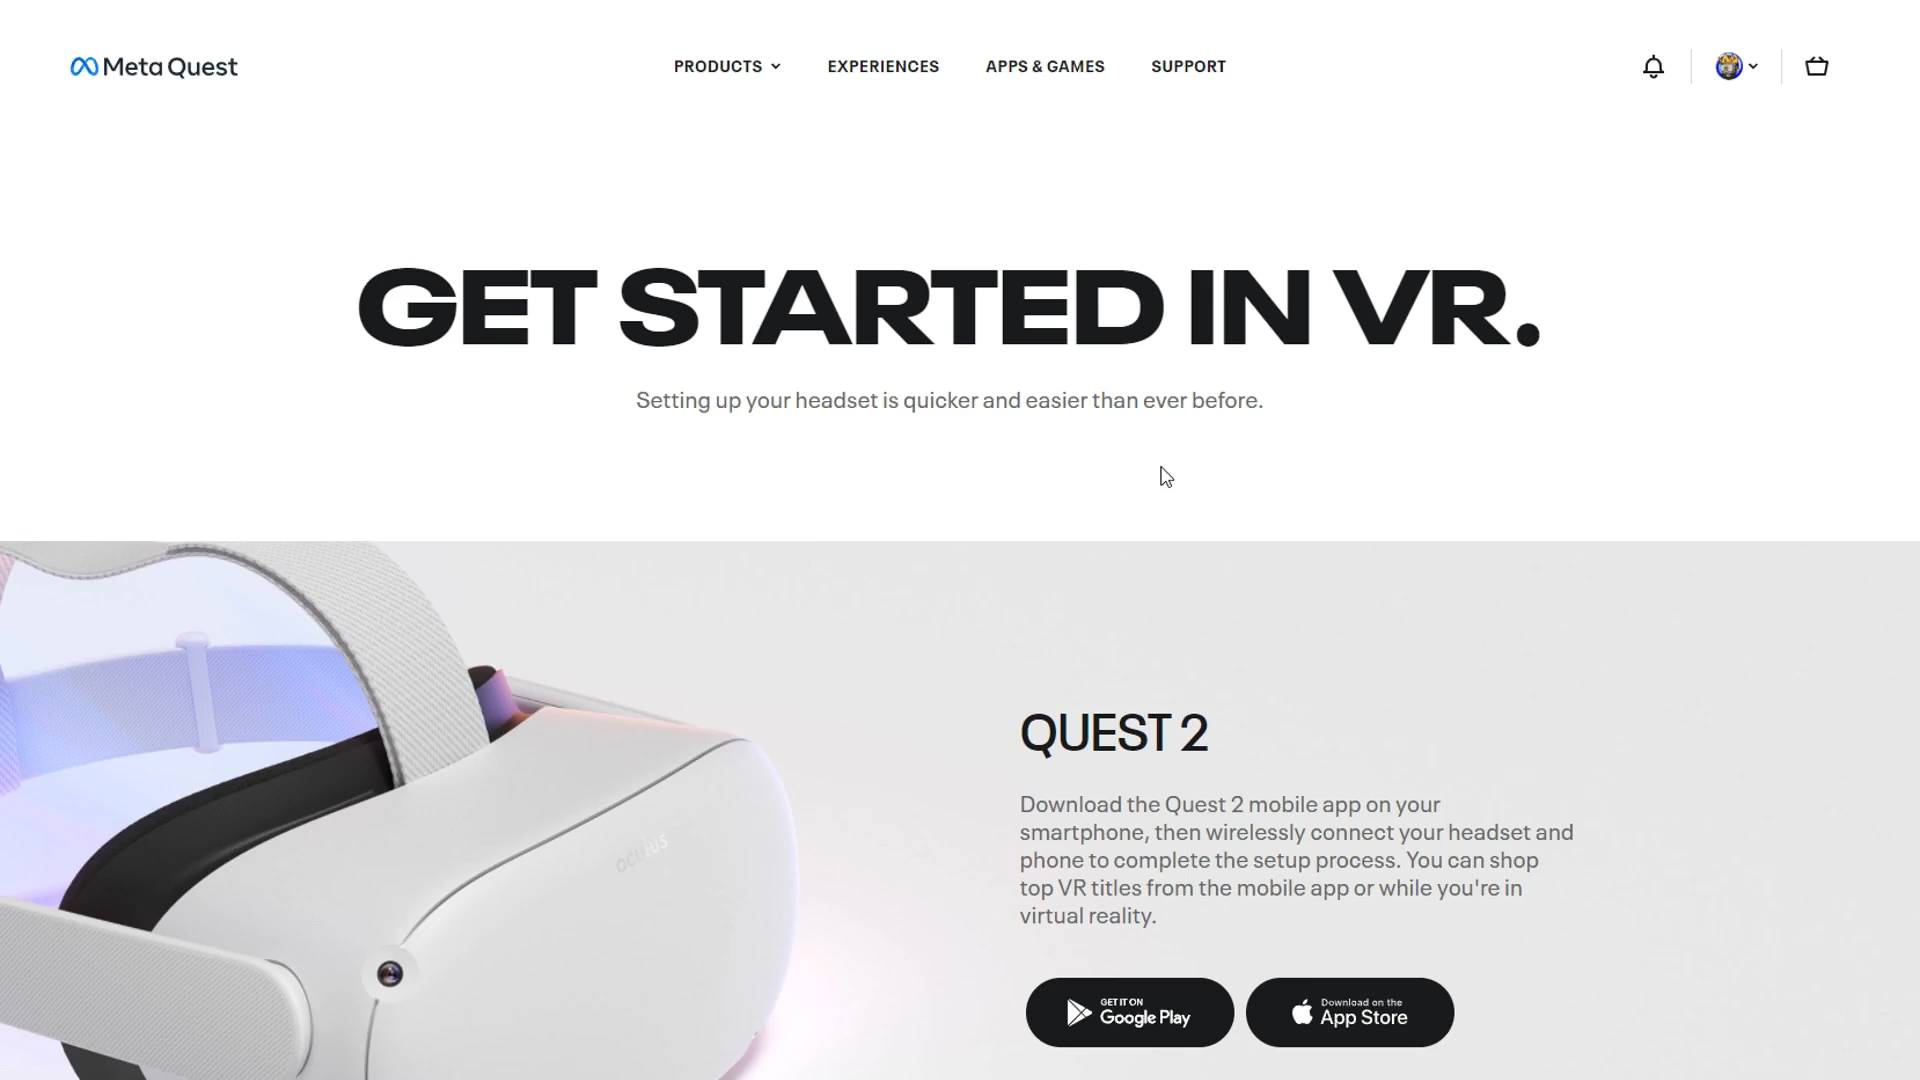 Meta Quest
PRODUCTS
EXPERIENCES
APPS & GAMES
SUPPORT
GET STARTED IN VR.
Setting up your headset is quicker and easier than ever before.
oculus
QUEST 2
Download the Quest 2 mobile app on your
smartphone, then wirelessly connect your headset and
phone to complete the setup process. You can shop
top VR titles from the mobile app or while you're in
virtual reality.
GET IT ON
Google Play
Download on the
App Store